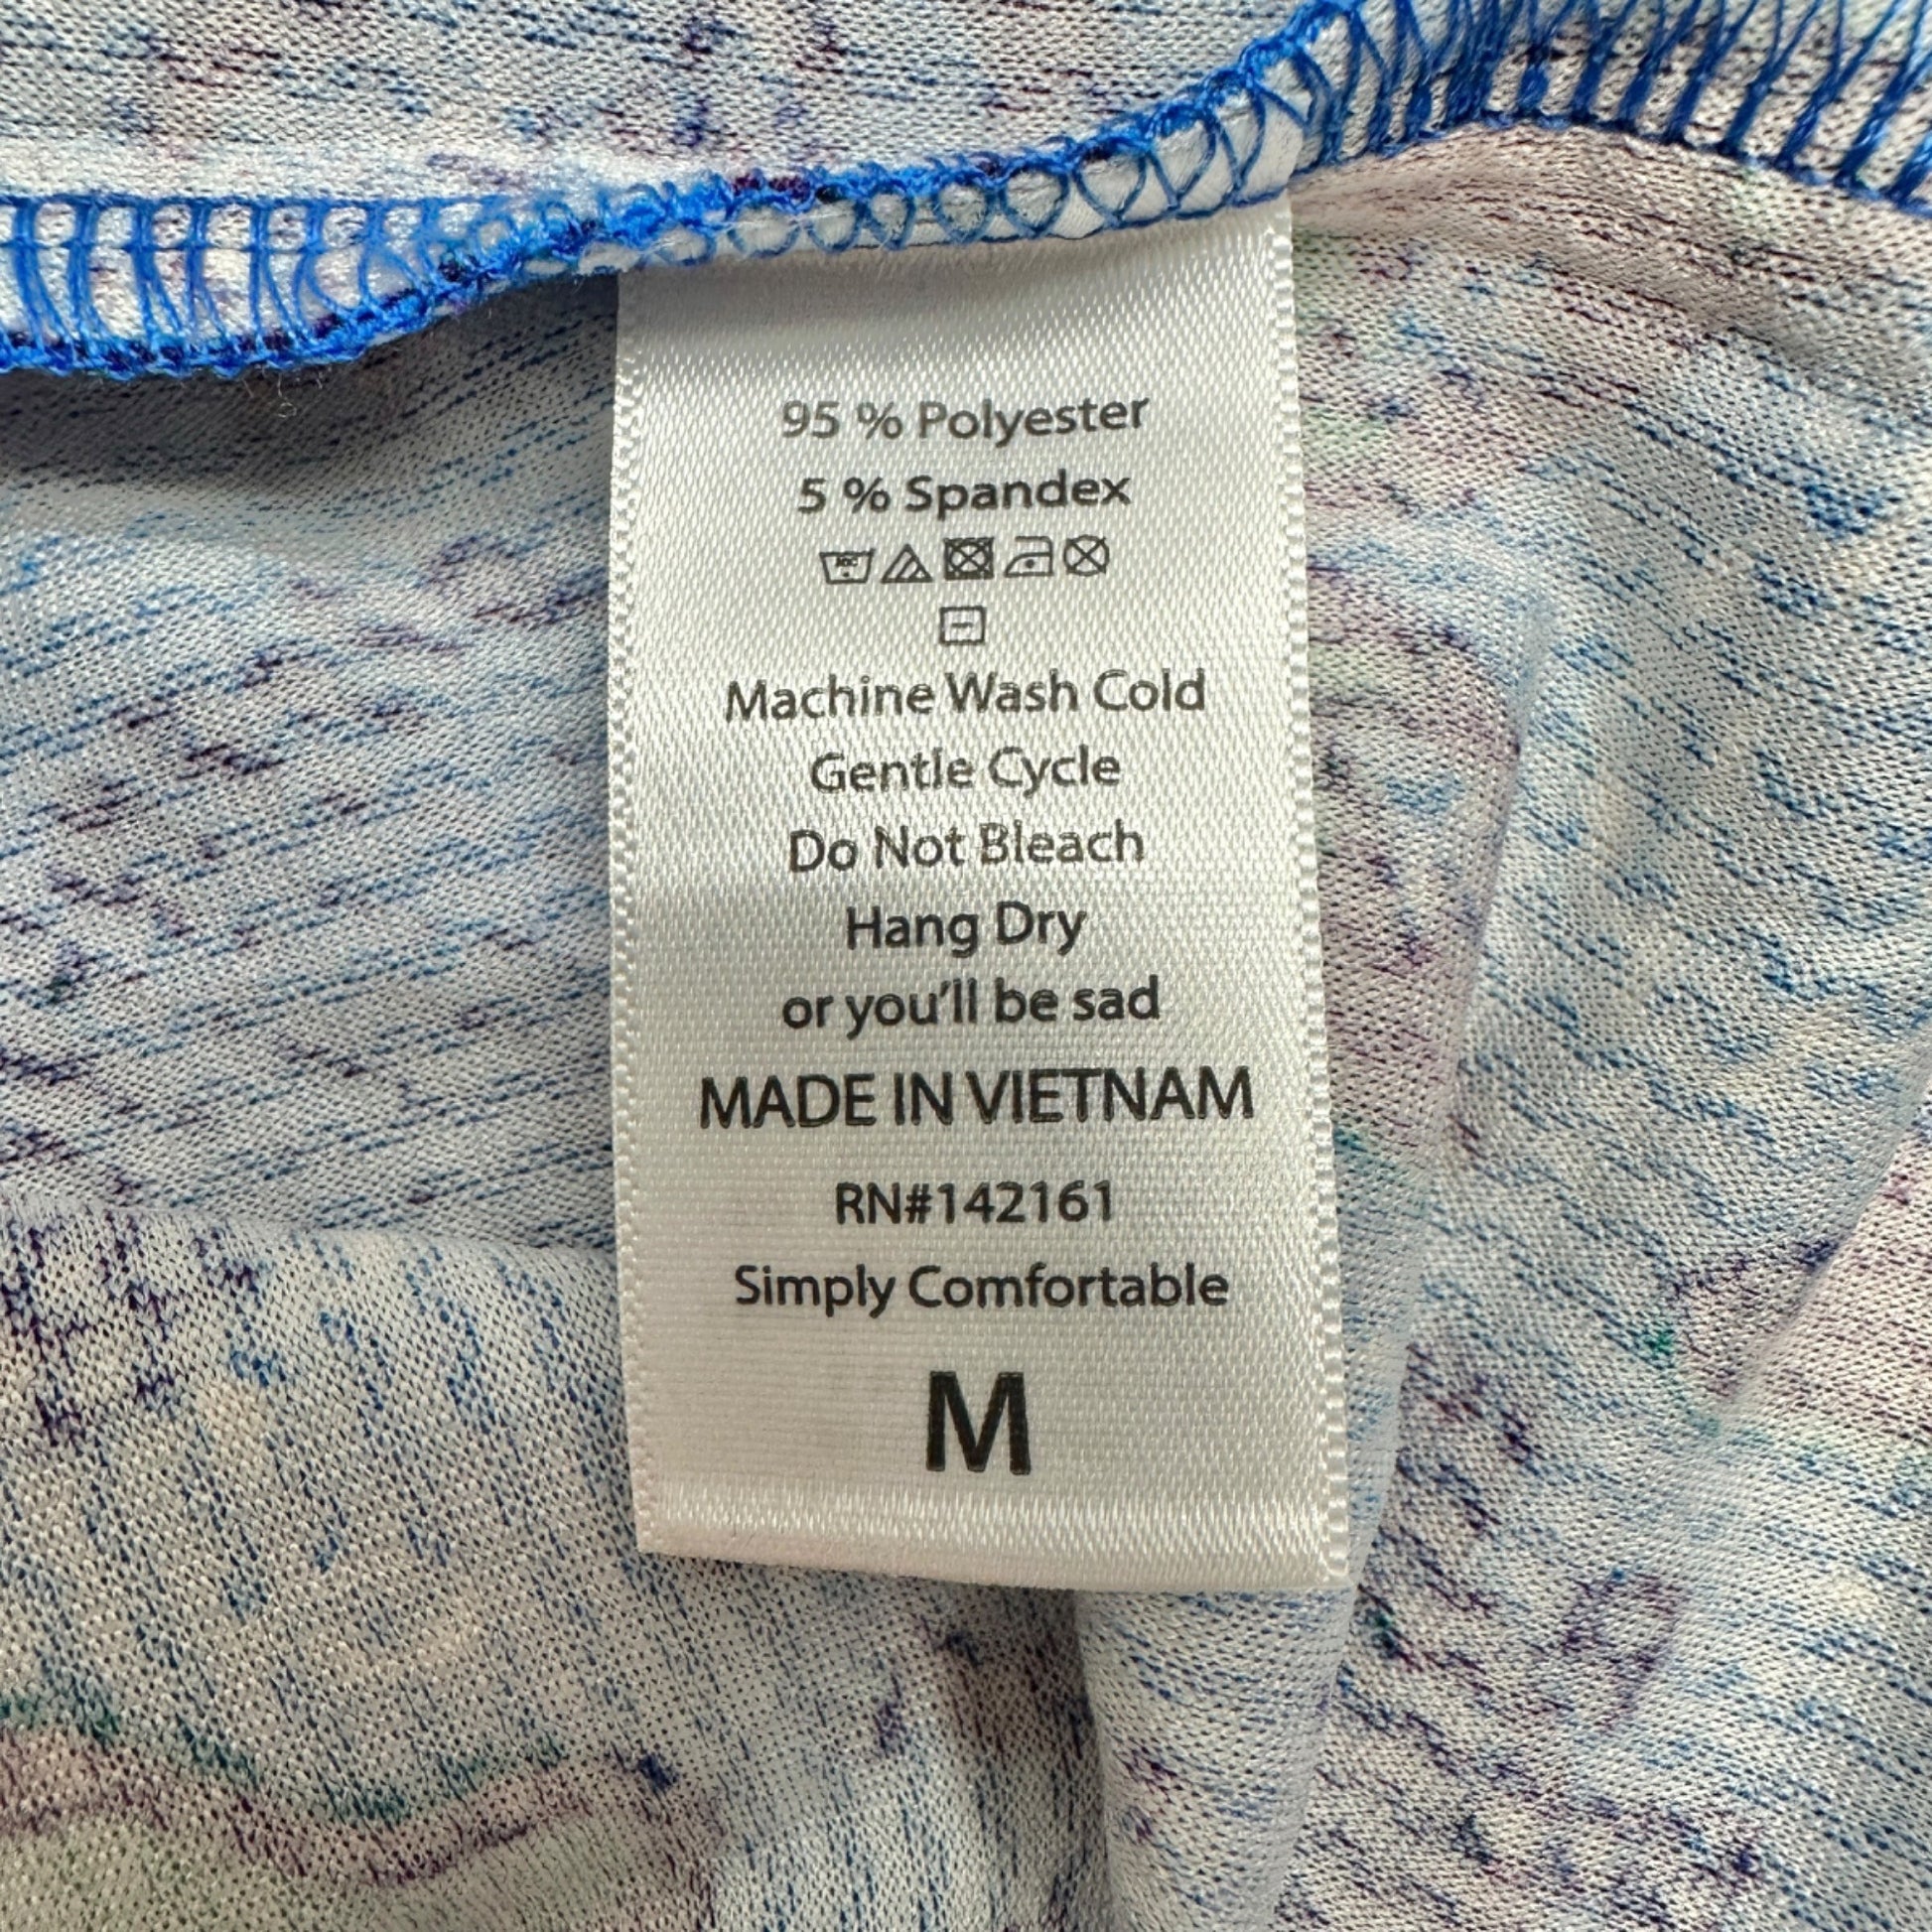 95 % Polyester
5 % Spandex
Machine Wash Cold
Gentle Cycle
Do Not Bleach
Hang Dry
or you'll be sad
MADE IN VIETNAM
RN#142161
Simply Comfortable
M